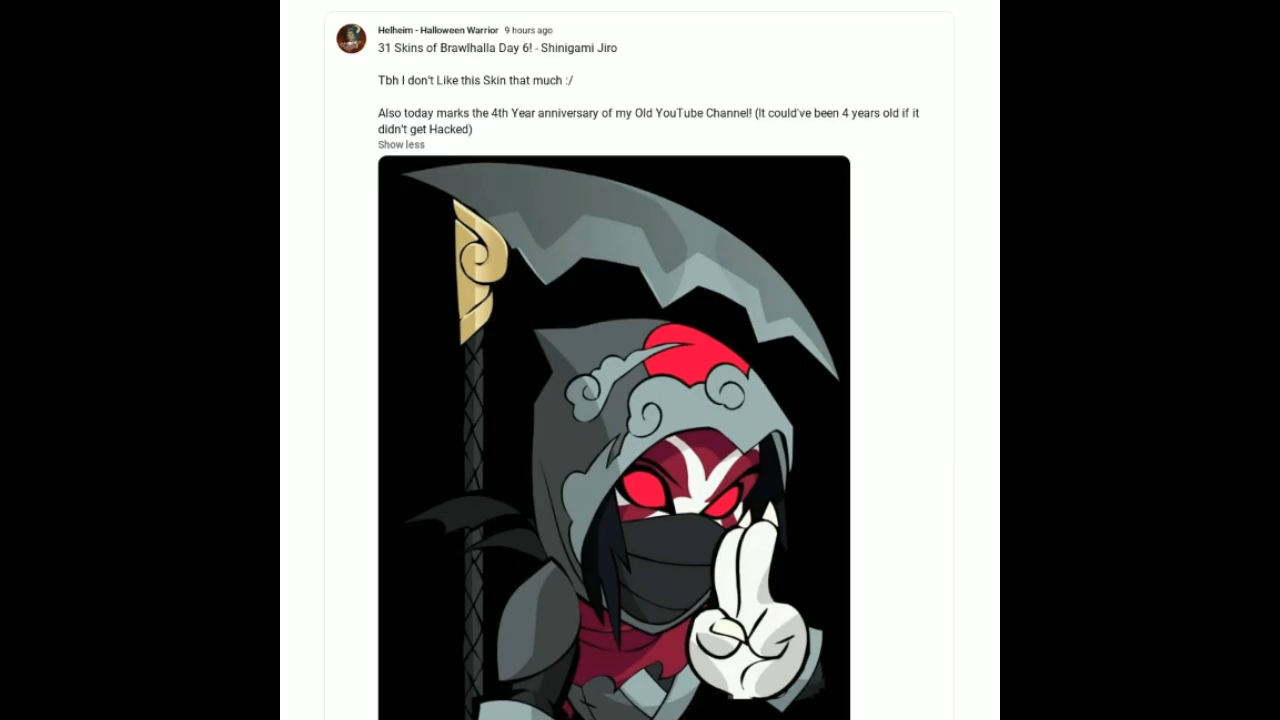 Helheim - Halloween Warrior 9 hours ago
31 Skins of Brawlhalla Day 6! - Shinigami Jiro
Tbh I don't Like this Skin that much :/
Also today marks the 4th Year anniversary of my Old YouTube Channel! (It could've been 4 years old if it
didn't get Hacked)
Show less